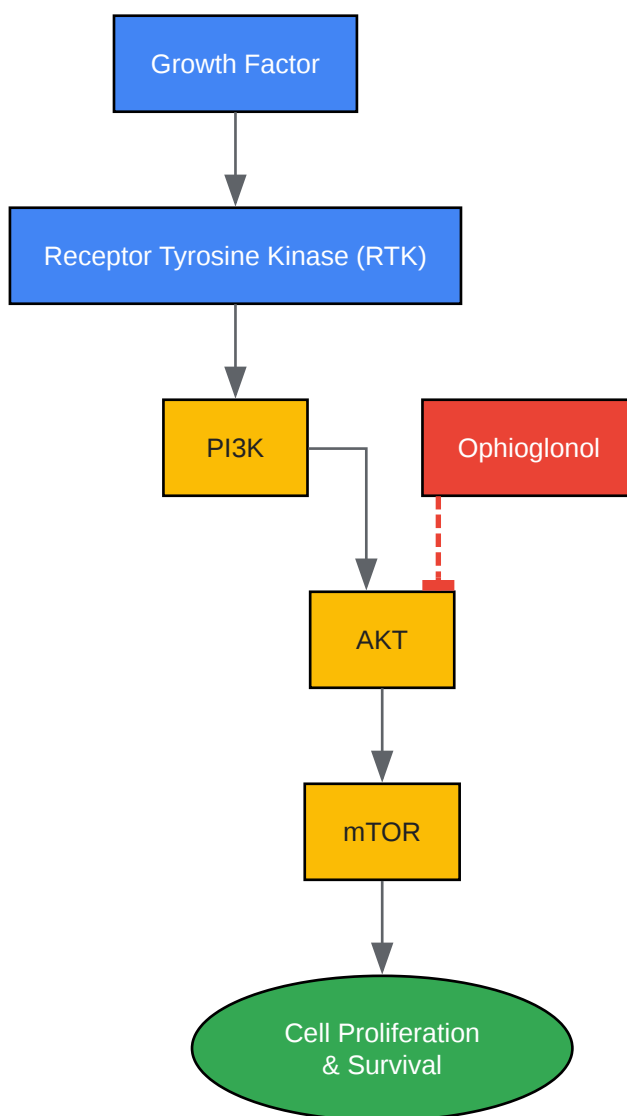 Growth Factor
Receptor Tyrosine Kinase (RTK)
PI3K
Ophioglonol
AKT
mTOR
Cell Proliferation
& Survival